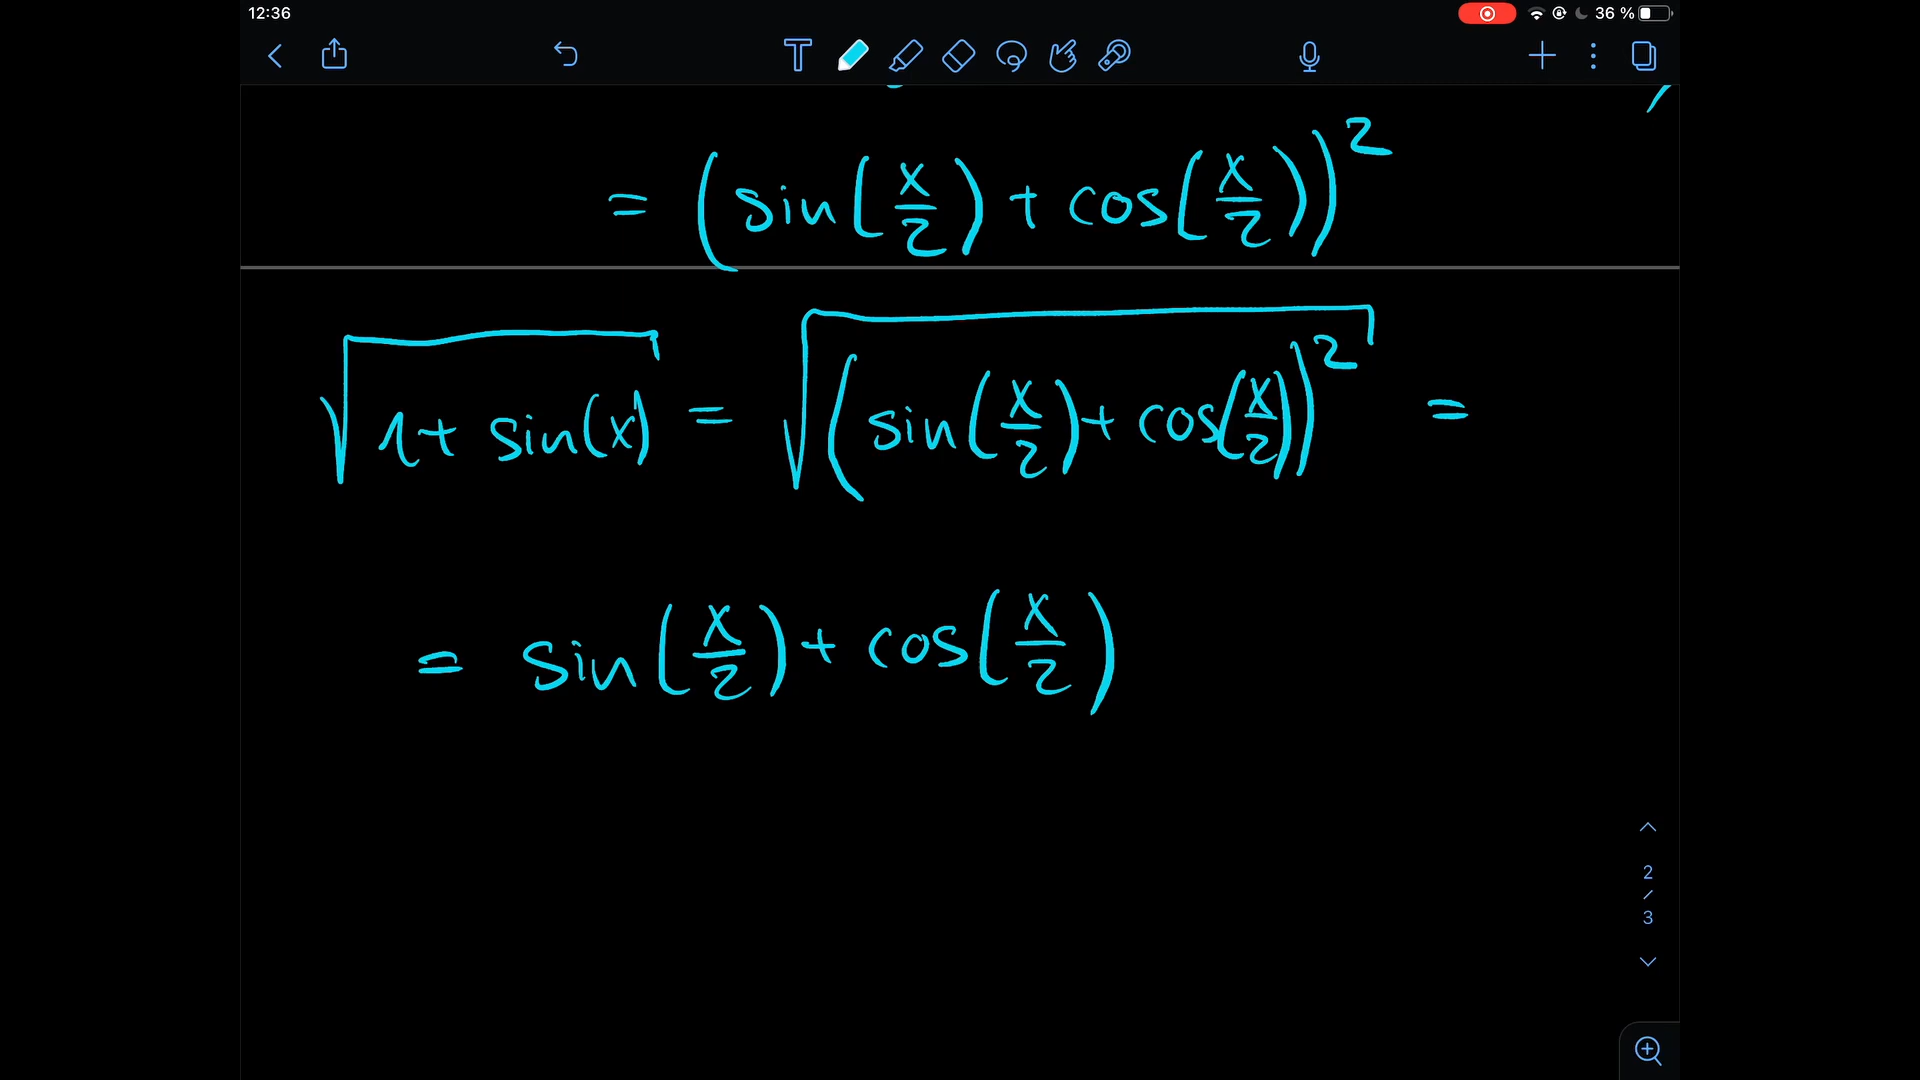 12:36
36 %
T
= (sin(x/2) + cos(x/2))²
√(1 + sin(x)) = √((sin(x/2) + cos(x/2))²) =
= sin(x/2) + cos(x/2)
2
/
3